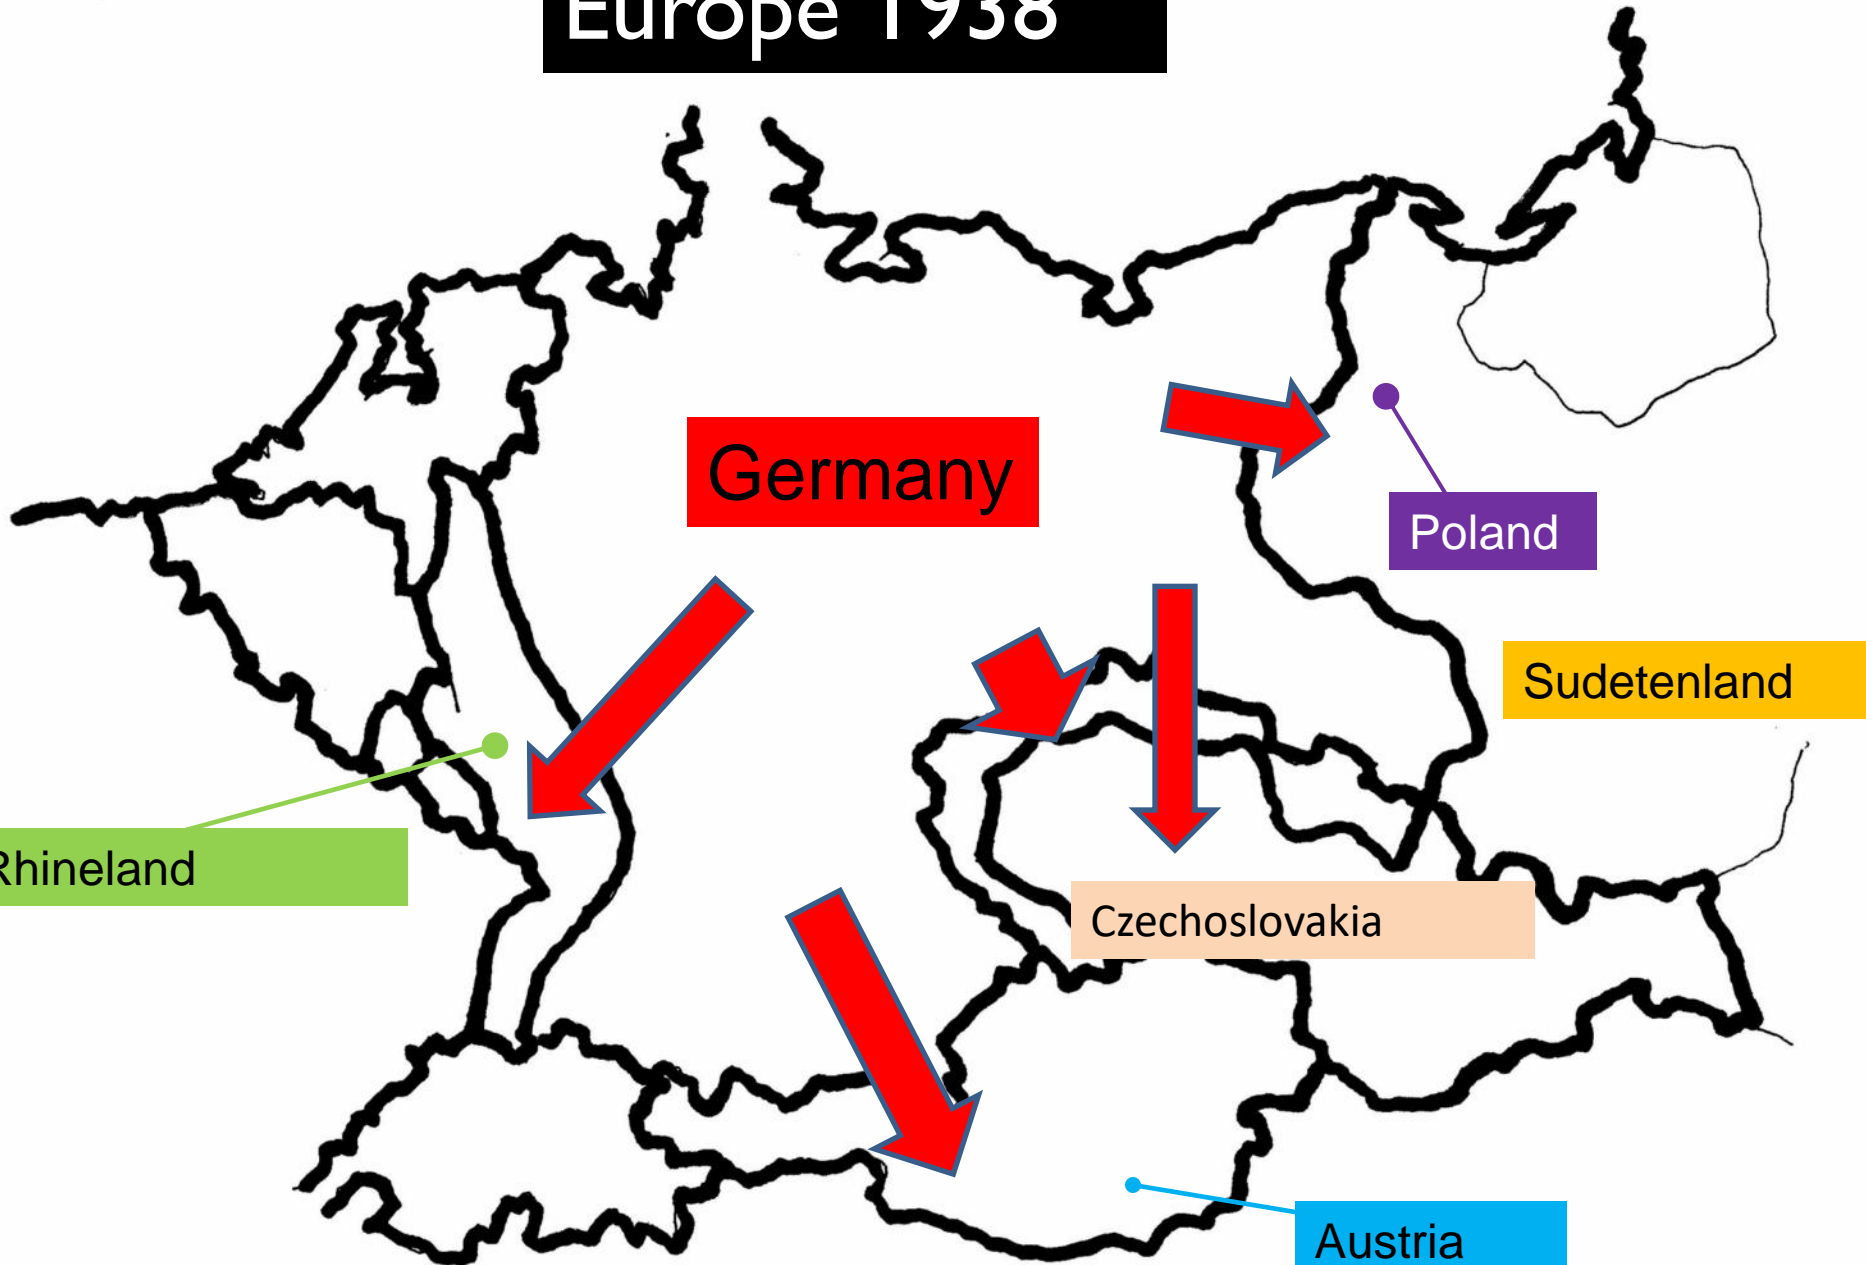 Europe 1938
Germany
Poland
Sudetenland
Rhineland
Czechoslovakia
Austria